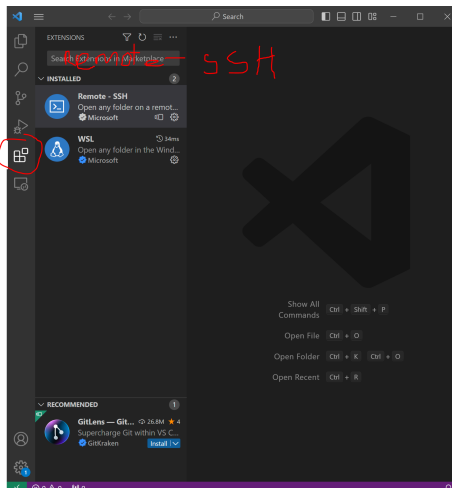 Search
EXTENSIONS
Search Extensions in Marketplace
remote - SSH
INSTALLED 2
Remote - SSH
Open any folder on a remot...
Microsoft
WSL 34ms
Open any folder in the Wind...
Microsoft
Show All Commands Ctrl + Shift + P
Open File Ctrl + O
Open Folder Ctrl + K Ctrl + O
Open Recent Ctrl + R
RECOMMENDED 1
GitLens — Git... 26.8M ★ 4
Supercharge Git within VS C...
GitKraken Install
1